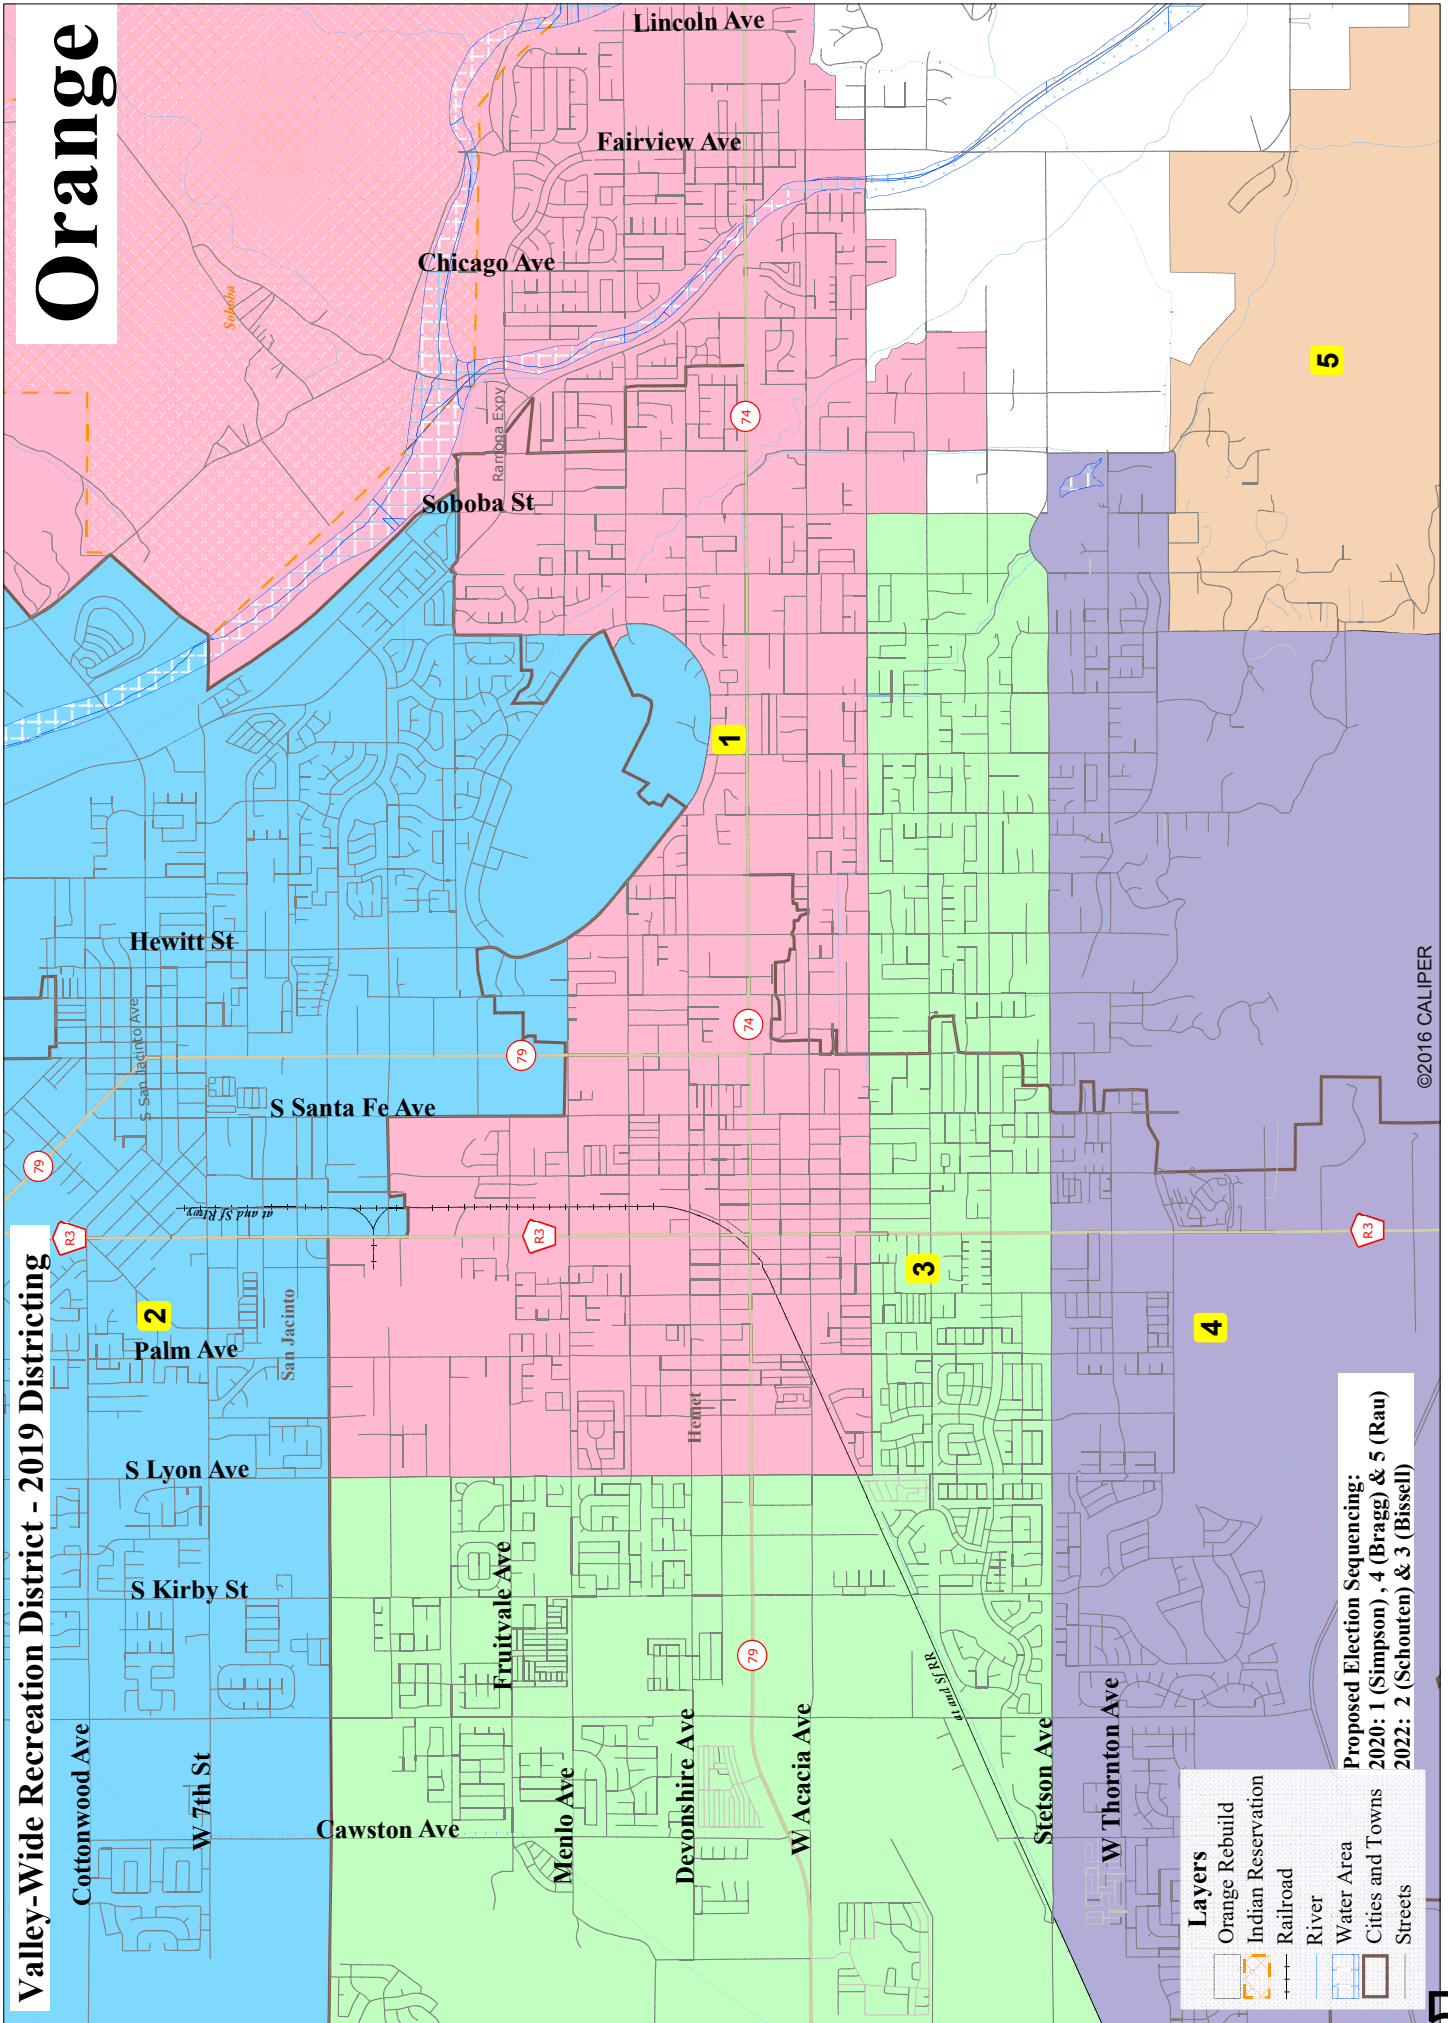 Valley-Wide Recreation District - 2019 Districting
Orange
Cottonwood Ave
W 7th St
Cawston Ave
Menlo Ave
Devonshire Ave
W Acacia Ave
Stetson Ave
W Thornton Ave
Fruitvale Ave
S Kirby St
S Lyon Ave
Palm Ave
San Jacinto
Hemet
S Santa Fe Ave
S San Jacinto Ave
Hewitt St
Soboba St
Ramona Expy
Chicago Ave
Soboba
Fairview Ave
Lincoln Ave
at and Sf Rlwy
at and Sf RR
79
79
79
74
74
R3
R3
R3
1
2
3
4
5
Layers
Orange Rebuild
Indian Reservation
Railroad
River
Water Area
Cities and Towns
Streets
Proposed Election Sequencing:
2020: 1 (Simpson) , 4 (Bragg) & 5 (Rau)
2022: 2 (Schouten) & 3 (Bissell)
©2016 CALIPER